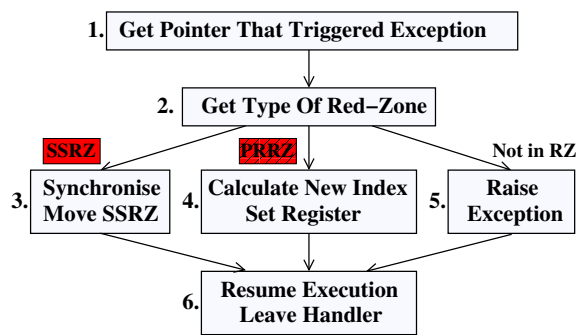 1. Get Pointer That Triggered Exception
2. Get Type Of Red-Zone
SSRZ PRRZ Not in RZ
3. Synchronise
Move SSRZ
4. Calculate New Index
Set Register
5. Raise
Exception
6. Resume Execution
Leave Handler